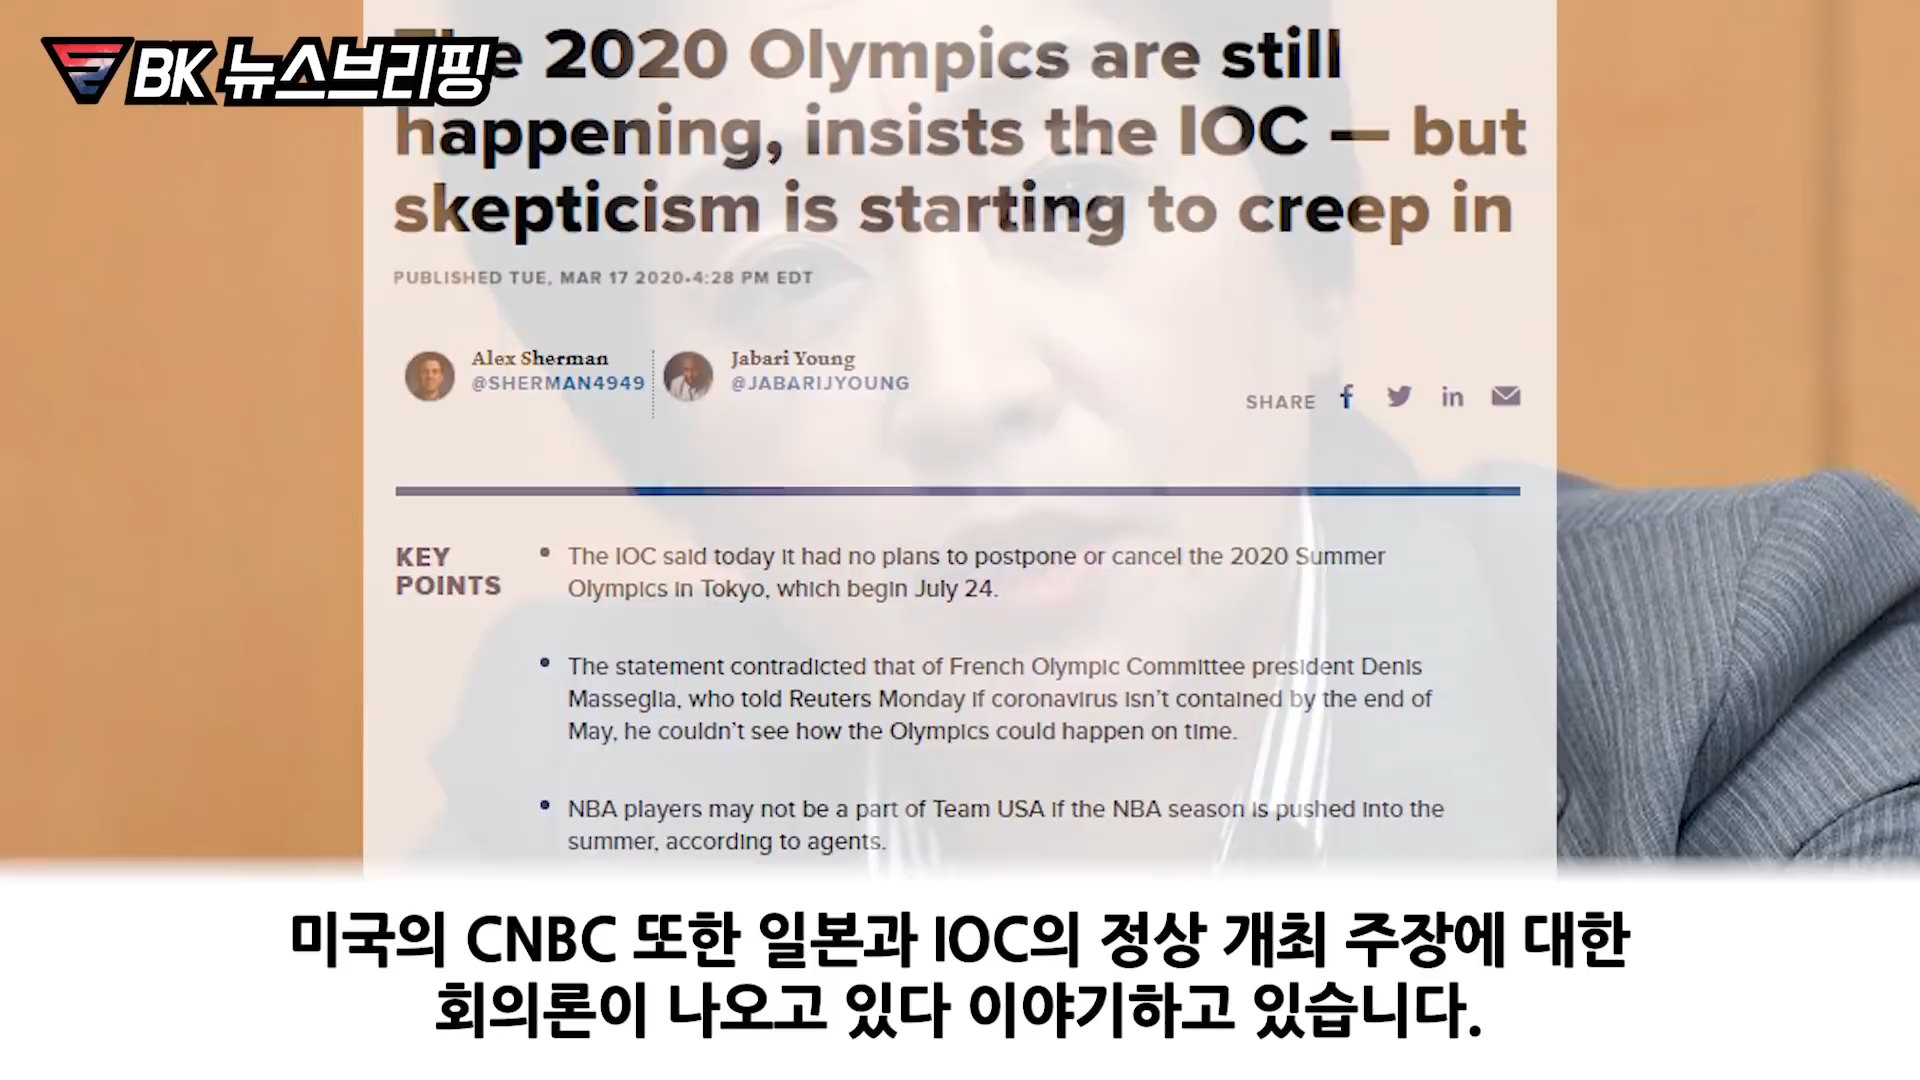 BK 뉴스브리핑
The 2020 Olympics are still
happening, insists the IOC — but
skepticism is starting to creep in
PUBLISHED TUE, MAR 17 2020•4:28 PM EDT
Alex Sherman
@SHERMAN4949
Jabari Young
@JABARIJYOUNG
SHARE
KEY
POINTS
• The IOC said today it had no plans to postpone or cancel the 2020 Summer
Olympics in Tokyo, which begin July 24.
• The statement contradicted that of French Olympic Committee president Denis
Masseglia, who told Reuters Monday if coronavirus isn't contained by the end of
May, he couldn't see how the Olympics could happen on time.
• NBA players may not be a part of Team USA if the NBA season is pushed into the
summer, according to agents.
미국의 CNBC 또한 일본과 IOC의 정상 개최 주장에 대한
회의론이 나오고 있다 이야기하고 있습니다.